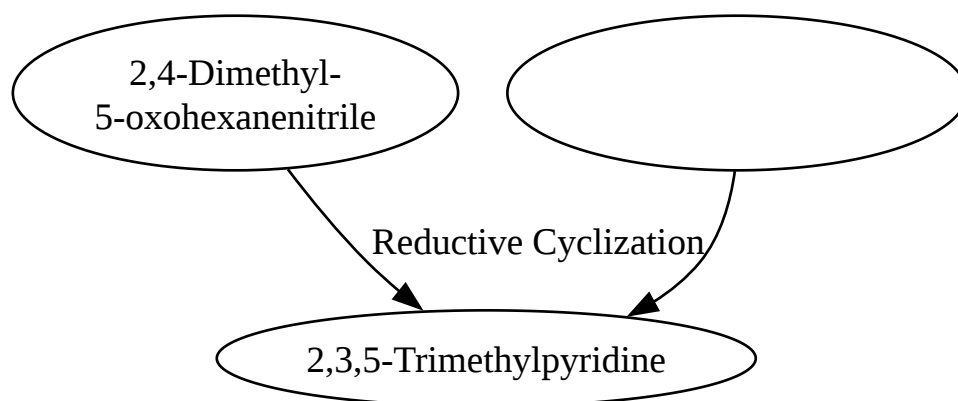 2,4-Dimethyl-
5-oxohexanenitrile
Reductive Cyclization
2,3,5-Trimethylpyridine